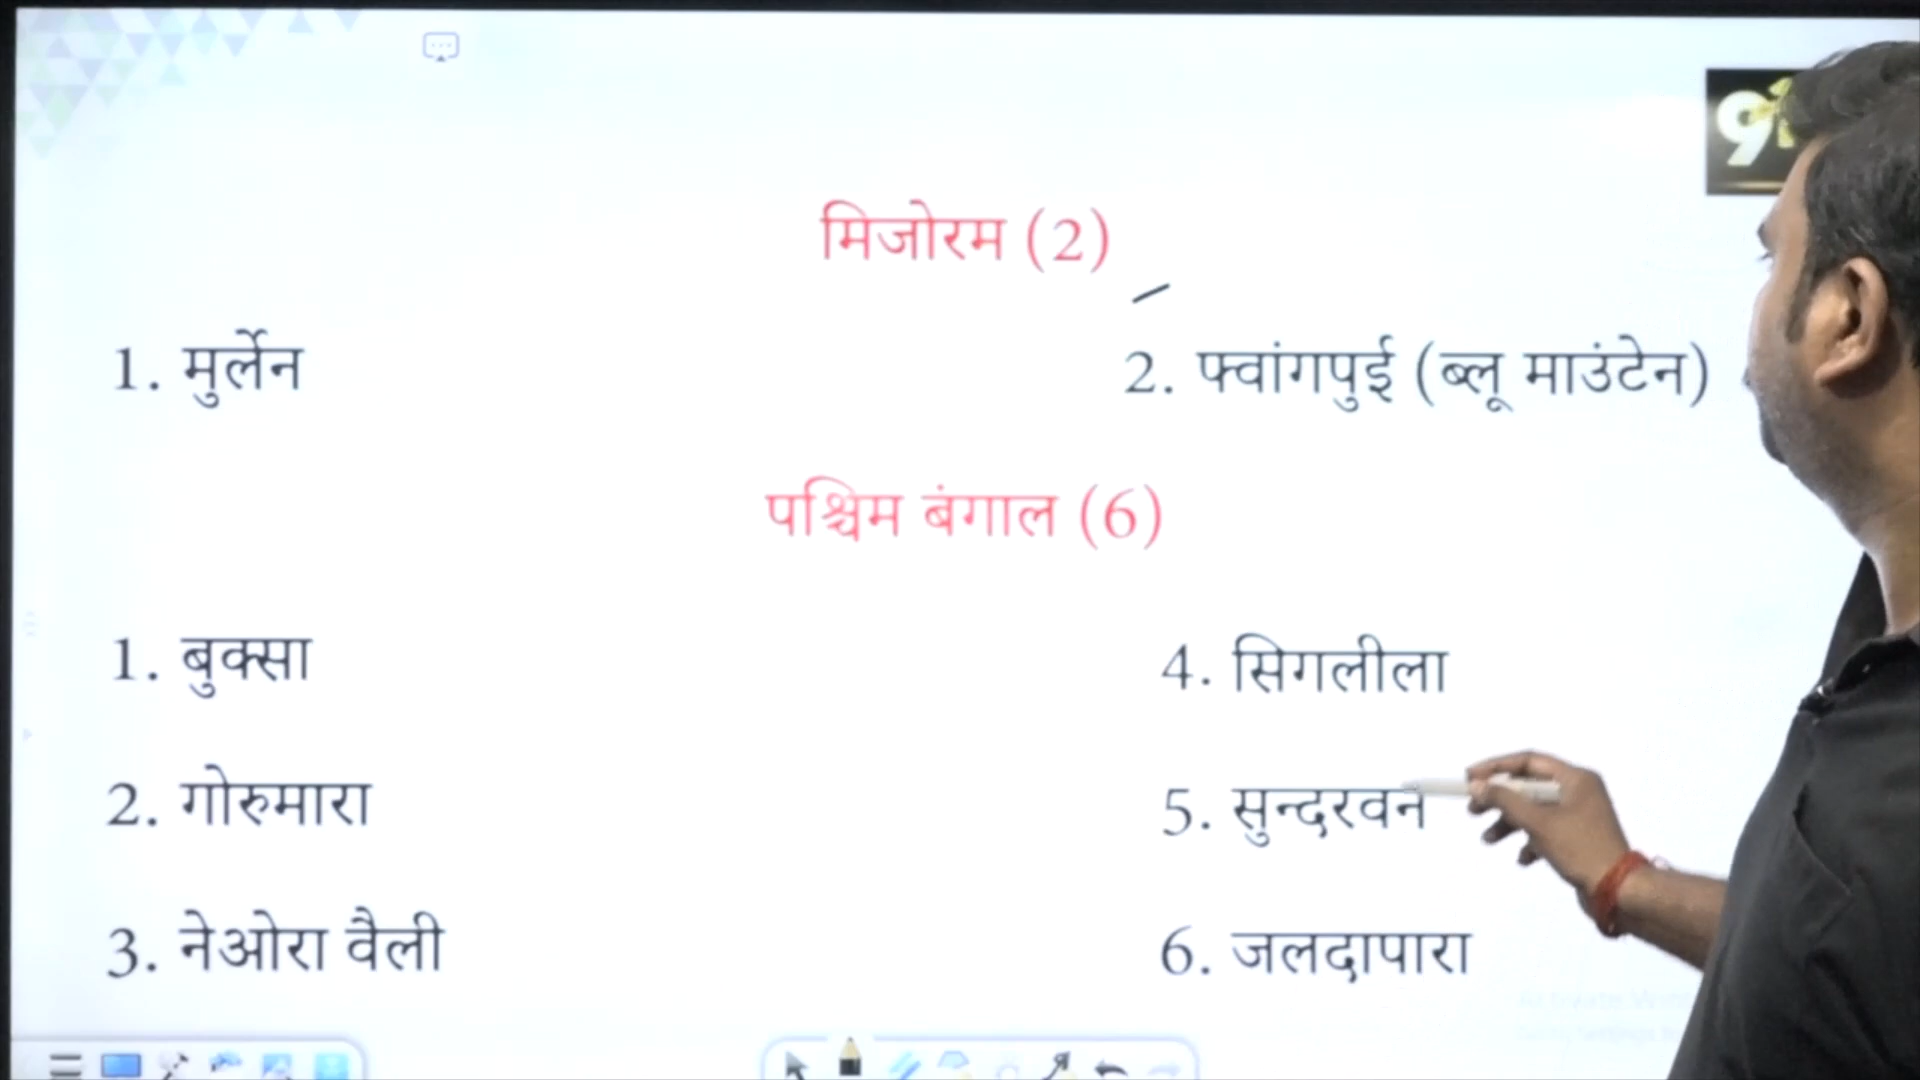 मिजोरम (2)
1. मुर्लेन
2. फ्वांगपुई (ब्लू माउंटेन)
पश्चिम बंगाल (6)
1. बुक्सा
2. गोरुमारा
3. नेओरा वैली
4. सिगलीला
5. सुन्दरवन
6. जलदापारा